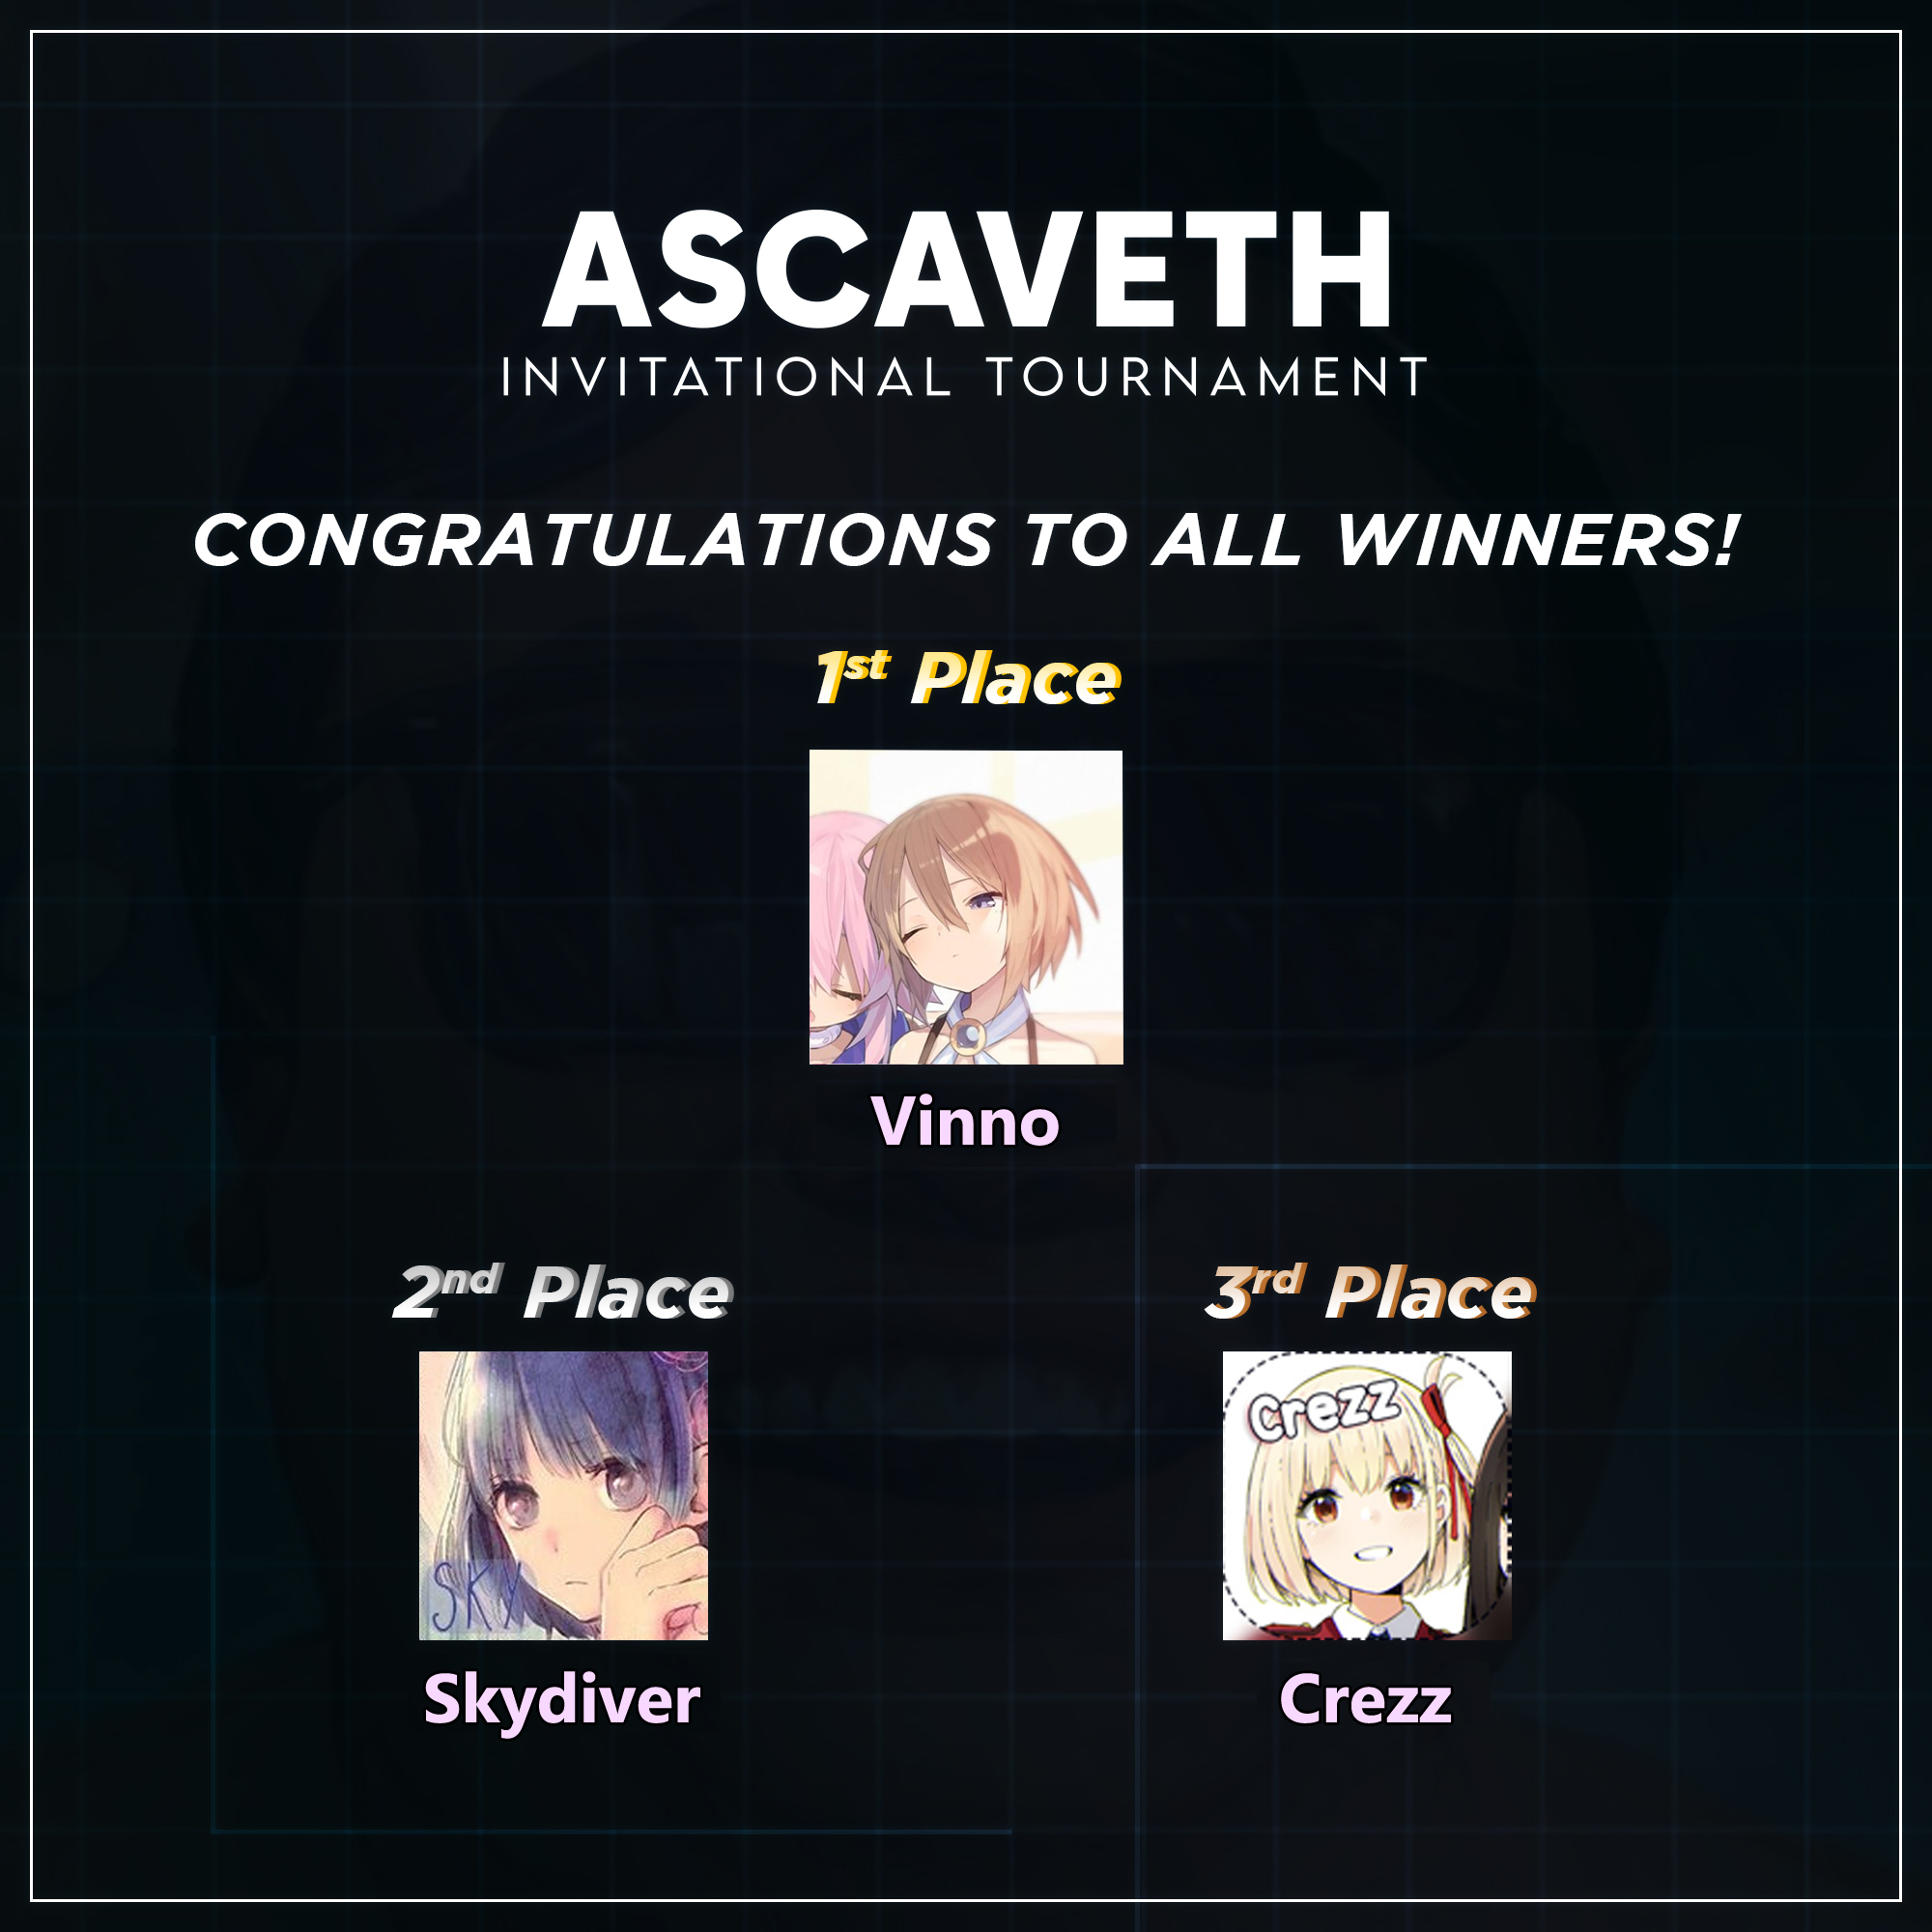 ASCAVETH
INVITATIONAL TOURNAMENT
CONGRATULATIONS TO ALL WINNERS!
1st Place
Vinno
2nd Place
SKY
Skydiver
3rd Place
Crezz
Crezz